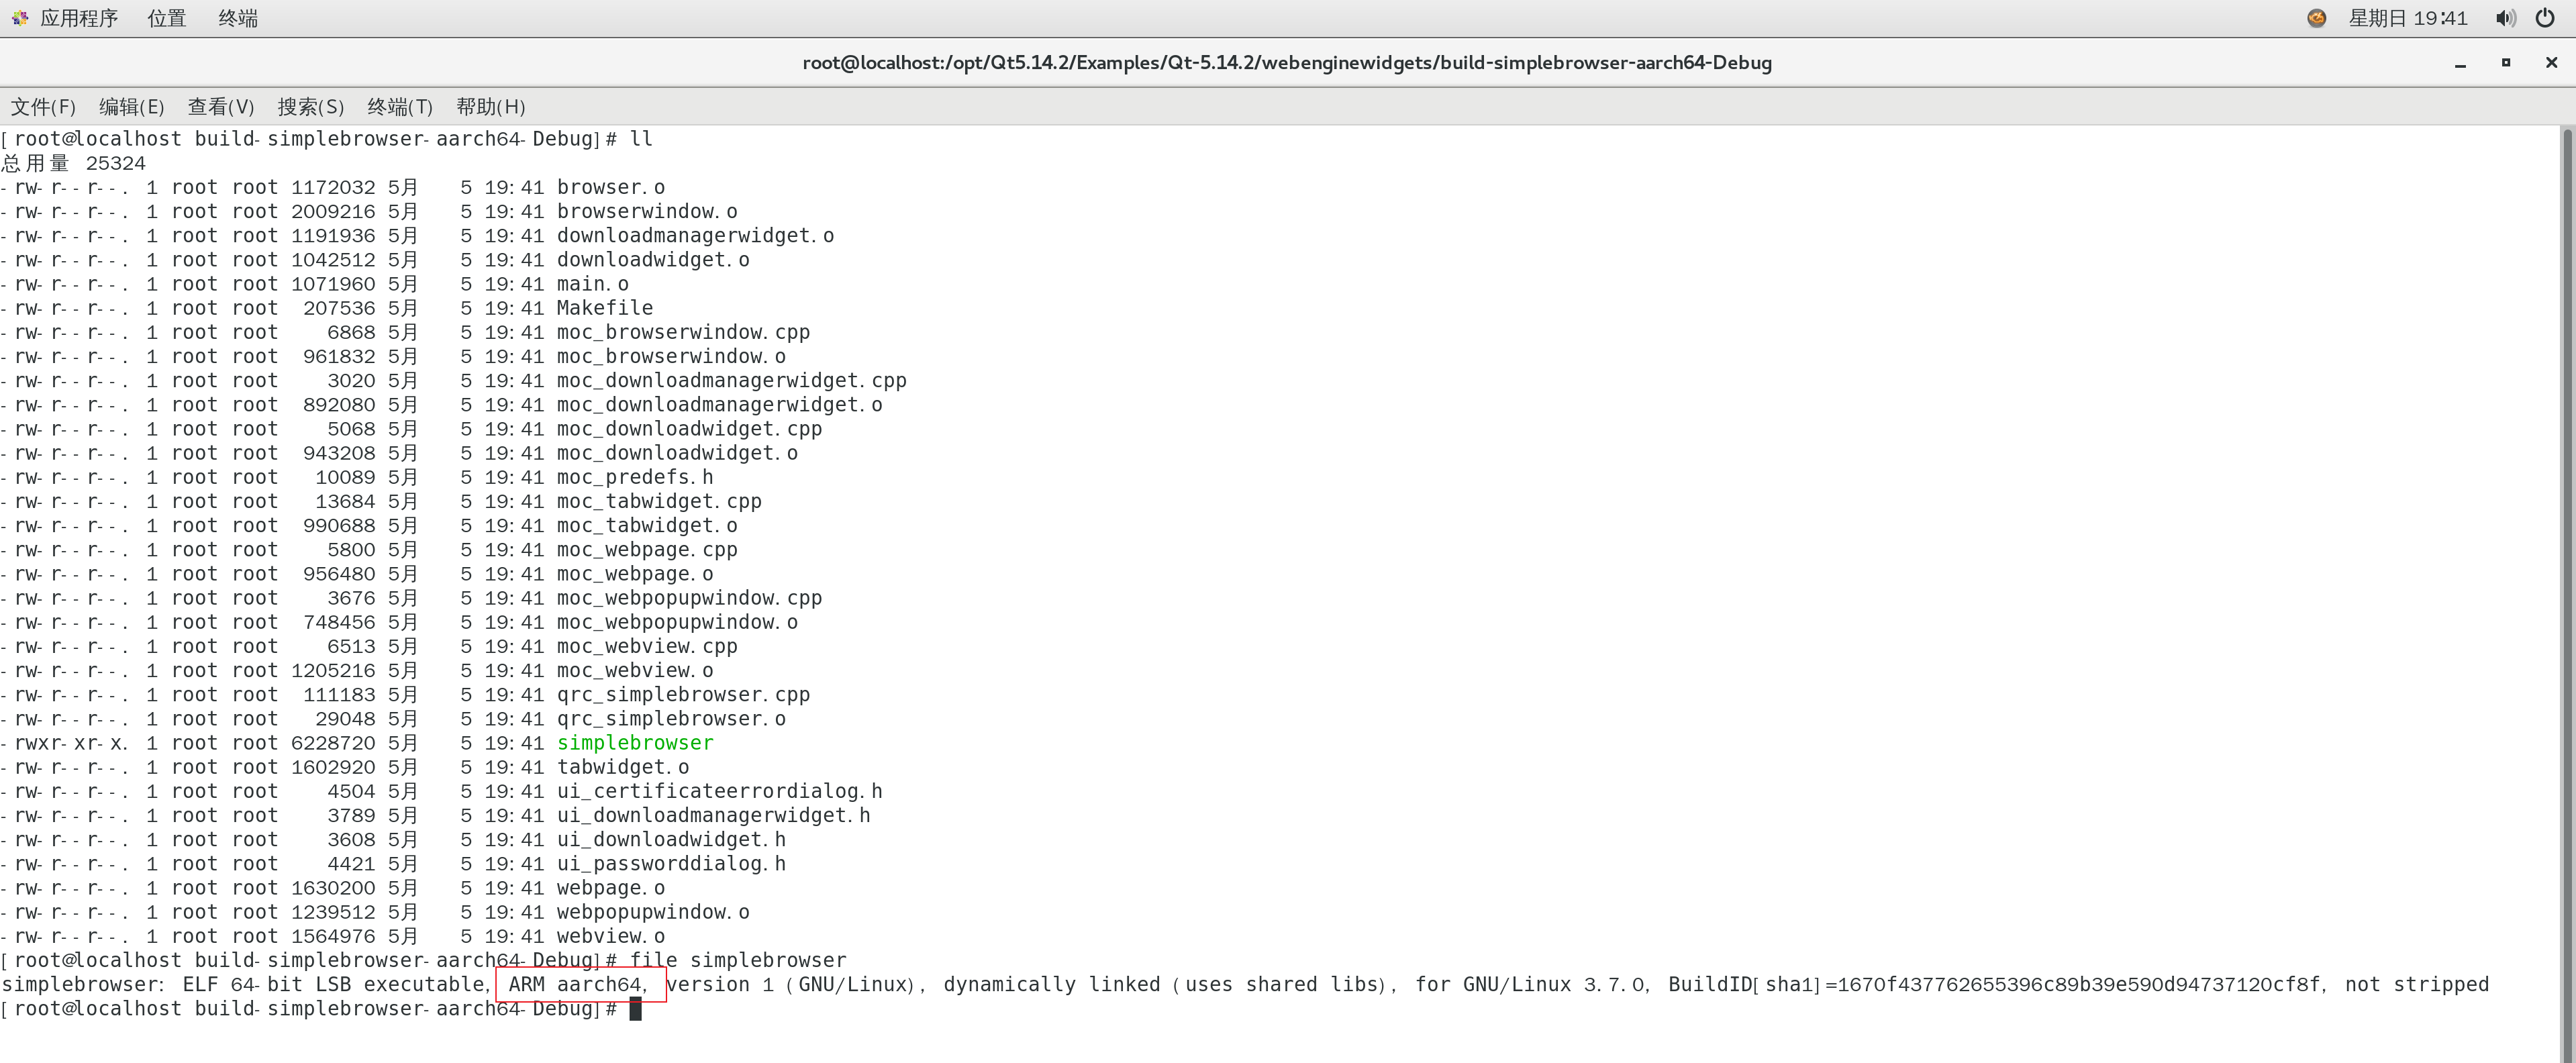 应用程序 位置 终端 星期日 19:41
root@localhost:/opt/Qt5.14.2/Examples/Qt-5.14.2/webenginewidgets/build-simplebrowser-aarch64-Debug
文件(F) 编辑(E) 查看(V) 搜索(S) 终端(T) 帮助(H)
[root@localhost build-simplebrowser-aarch64-Debug]# ll
总用量 25324
-rw-r--r--. 1 root root 1172032 5月 5 19:41 browser.o
-rw-r--r--. 1 root root 2009216 5月 5 19:41 browserwindow.o
-rw-r--r--. 1 root root 1191936 5月 5 19:41 downloadmanagerwidget.o
-rw-r--r--. 1 root root 1042512 5月 5 19:41 downloadwidget.o
-rw-r--r--. 1 root root 1071960 5月 5 19:41 main.o
-rw-r--r--. 1 root root 207536 5月 5 19:41 Makefile
-rw-r--r--. 1 root root 6868 5月 5 19:41 moc_browserwindow.cpp
-rw-r--r--. 1 root root 961832 5月 5 19:41 moc_browserwindow.o
-rw-r--r--. 1 root root 3020 5月 5 19:41 moc_downloadmanagerwidget.cpp
-rw-r--r--. 1 root root 892080 5月 5 19:41 moc_downloadmanagerwidget.o
-rw-r--r--. 1 root root 5068 5月 5 19:41 moc_downloadwidget.cpp
-rw-r--r--. 1 root root 943208 5月 5 19:41 moc_downloadwidget.o
-rw-r--r--. 1 root root 10089 5月 5 19:41 moc_predefs.h
-rw-r--r--. 1 root root 13684 5月 5 19:41 moc_tabwidget.cpp
-rw-r--r--. 1 root root 990688 5月 5 19:41 moc_tabwidget.o
-rw-r--r--. 1 root root 5800 5月 5 19:41 moc_webpage.cpp
-rw-r--r--. 1 root root 956480 5月 5 19:41 moc_webpage.o
-rw-r--r--. 1 root root 3676 5月 5 19:41 moc_webpopupwindow.cpp
-rw-r--r--. 1 root root 748456 5月 5 19:41 moc_webpopupwindow.o
-rw-r--r--. 1 root root 6513 5月 5 19:41 moc_webview.cpp
-rw-r--r--. 1 root root 1205216 5月 5 19:41 moc_webview.o
-rw-r--r--. 1 root root 111183 5月 5 19:41 qrc_simplebrowser.cpp
-rw-r--r--. 1 root root 29048 5月 5 19:41 qrc_simplebrowser.o
-rwxr-xr-x. 1 root root 6228720 5月 5 19:41 simplebrowser
-rw-r--r--. 1 root root 1602920 5月 5 19:41 tabwidget.o
-rw-r--r--. 1 root root 4504 5月 5 19:41 ui_certificateerrordialog.h
-rw-r--r--. 1 root root 3789 5月 5 19:41 ui_downloadmanagerwidget.h
-rw-r--r--. 1 root root 3608 5月 5 19:41 ui_downloadwidget.h
-rw-r--r--. 1 root root 4421 5月 5 19:41 ui_passworddialog.h
-rw-r--r--. 1 root root 1630200 5月 5 19:41 webpage.o
-rw-r--r--. 1 root root 1239512 5月 5 19:41 webpopupwindow.o
-rw-r--r--. 1 root root 1564976 5月 5 19:41 webview.o
[root@localhost build-simplebrowser-aarch64-Debug]# file simplebrowser
simplebrowser: ELF 64-bit LSB executable, ARM aarch64, version 1 (GNU/Linux), dynamically linked (uses shared libs), for GNU/Linux 3.7.0, BuildID[sha1]=1670f437762655396c89b39e590d94737120cf8f, not stripped
[root@localhost build-simplebrowser-aarch64-Debug]#